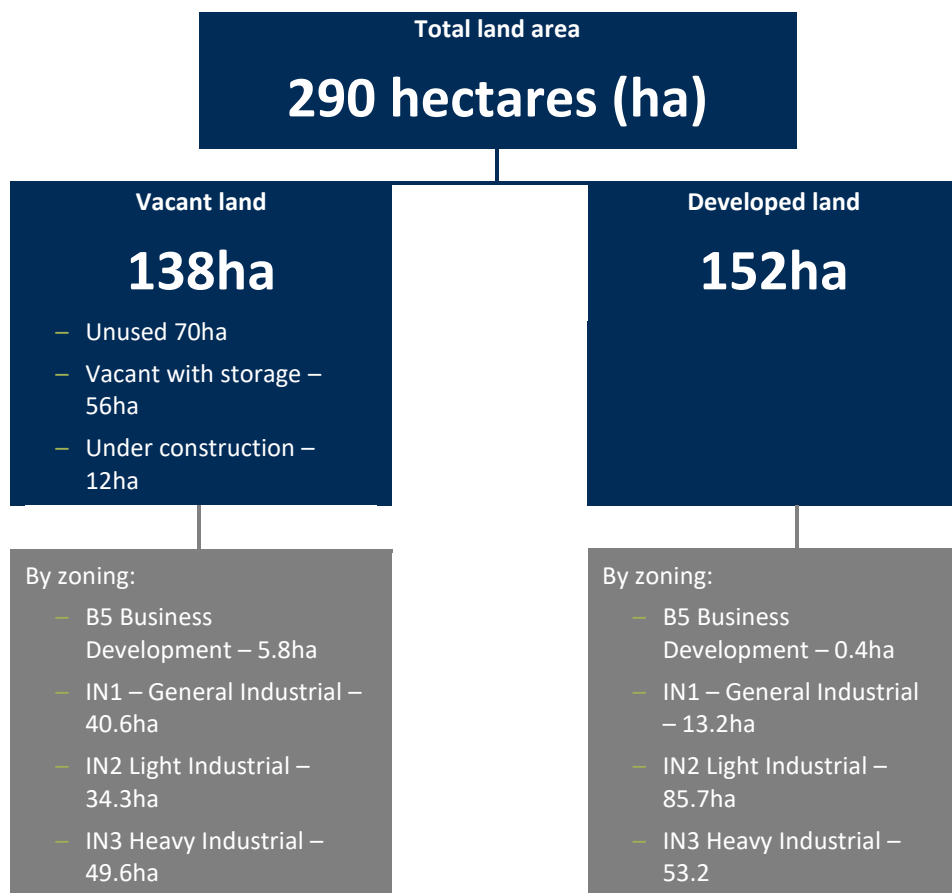 Total land area
290 hectares (ha)
Vacant land
138ha
– Unused 70ha
– Vacant with storage –
56ha
– Under construction –
12ha
Developed land
152ha
By zoning:
– B5 Business
Development – 5.8ha
– IN1 – General Industrial –
40.6ha
– IN2 Light Industrial –
34.3ha
– IN3 Heavy Industrial –
49.6ha
By zoning:
– B5 Business
Development – 0.4ha
– IN1 – General Industrial
– 13.2ha
– IN2 Light Industrial –
85.7ha
– IN3 Heavy Industrial –
53.2